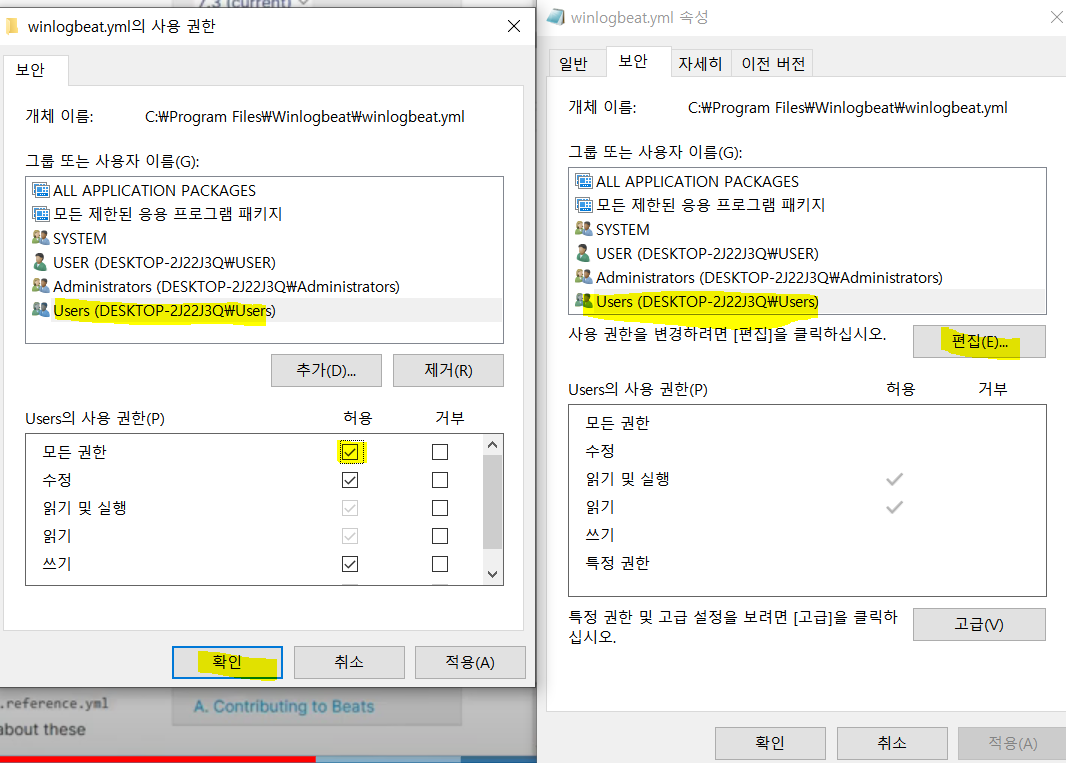 7.3 (current)
winlogbeat.yml의 사용 권한
보안
개체 이름: C:₩Program Files₩Winlogbeat₩winlogbeat.yml
그룹 또는 사용자 이름(G):
ALL APPLICATION PACKAGES
모든 제한된 응용 프로그램 패키지
SYSTEM
USER (DESKTOP-2J22J3Q₩USER)
Administrators (DESKTOP-2J22J3Q₩Administrators)
Users (DESKTOP-2J22J3Q₩Users)
추가(D)... 제거(R)
Users의 사용 권한(P) 허용 거부
모든 권한
수정
읽기 및 실행
읽기
쓰기
확인 취소 적용(A)
.reference.yml
about these
A. Contributing to Beats
winlogbeat.yml 속성
일반 보안 자세히 이전 버전
개체 이름: C:₩Program Files₩Winlogbeat₩winlogbeat.yml
그룹 또는 사용자 이름(G):
ALL APPLICATION PACKAGES
모든 제한된 응용 프로그램 패키지
SYSTEM
USER (DESKTOP-2J22J3Q₩USER)
Administrators (DESKTOP-2J22J3Q₩Administrators)
Users (DESKTOP-2J22J3Q₩Users)
사용 권한을 변경하려면 [편집]을 클릭하십시오. 편집(E)...
Users의 사용 권한(P) 허용 거부
모든 권한
수정
읽기 및 실행
읽기
쓰기
특정 권한
특정 권한 및 고급 설정을 보려면 [고급]을 클릭하
십시오. 고급(V)
확인 취소 적용(A)